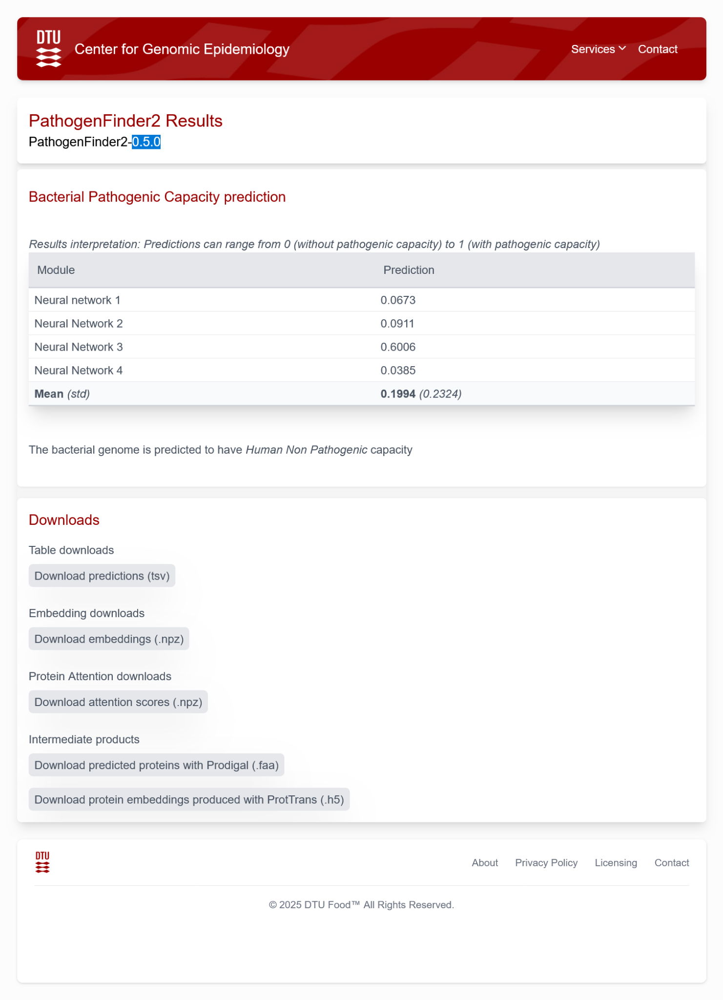 DTU
Center for Genomic Epidemiology
Services
Contact
PathogenFinder2 Results
PathogenFinder2-0.5.0
Bacterial Pathogenic Capacity prediction
Results interpretation: Predictions can range from 0 (without pathogenic capacity) to 1 (with pathogenic capacity)
Module Prediction
Neural network 1 0.0673
Neural Network 2 0.0911
Neural Network 3 0.6006
Neural Network 4 0.0385
Mean (std) 0.1994 (0.2324)
The bacterial genome is predicted to have Human Non Pathogenic capacity
Downloads
Table downloads
Download predictions (tsv)
Embedding downloads
Download embeddings (.npz)
Protein Attention downloads
Download attention scores (.npz)
Intermediate products
Download predicted proteins with Prodigal (.faa)
Download protein embeddings produced with ProtTrans (.h5)
DTU
About Privacy Policy Licensing Contact
© 2025 DTU Food™ All Rights Reserved.